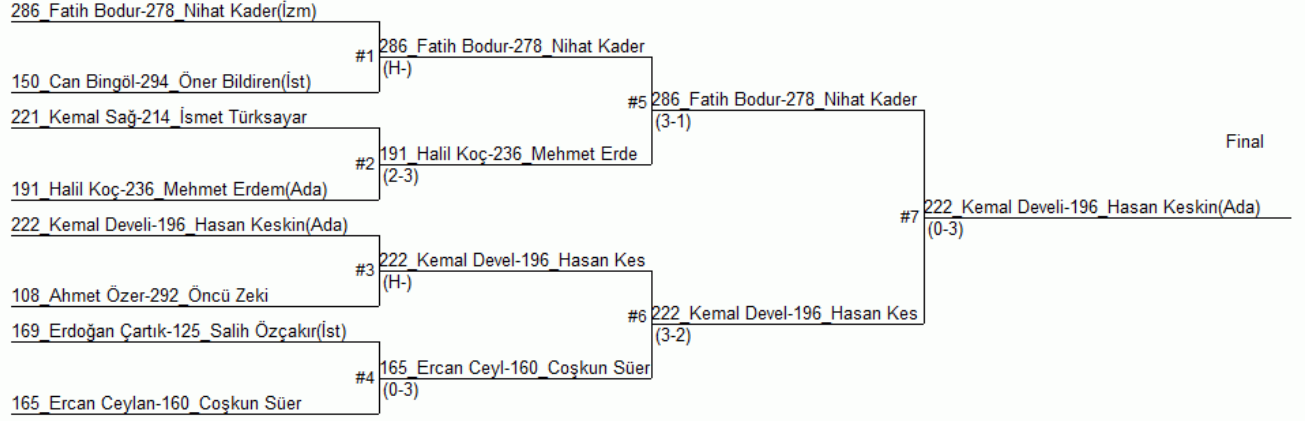 286_Fatih Bodur-278_Nihat Kader(İzm)
#1
286_Fatih Bodur-278_Nihat Kader
(H-)
150_Can Bingöl-294_Öner Bildiren(İst)
#5
286_Fatih Bodur-278_Nihat Kader
(3-1)
221_Kemal Sağ-214_İsmet Türksayar
Final
#2
191_Halil Koç-236_Mehmet Erde
(2-3)
191_Halil Koç-236_Mehmet Erdem(Ada)
#7
222_Kemal Develi-196_Hasan Keskin(Ada)
(0-3)
222_Kemal Develi-196_Hasan Keskin(Ada)
#3
222_Kemal Devel-196_Hasan Kes
(H-)
108_Ahmet Özer-292_Öncü Zeki
#6
222_Kemal Devel-196_Hasan Kes
(3-2)
169_Erdoğan Çartık-125_Salih Özçakır(İst)
#4
165_Ercan Ceyl-160_Coşkun Süer
(0-3)
165_Ercan Ceylan-160_Coşkun Süer